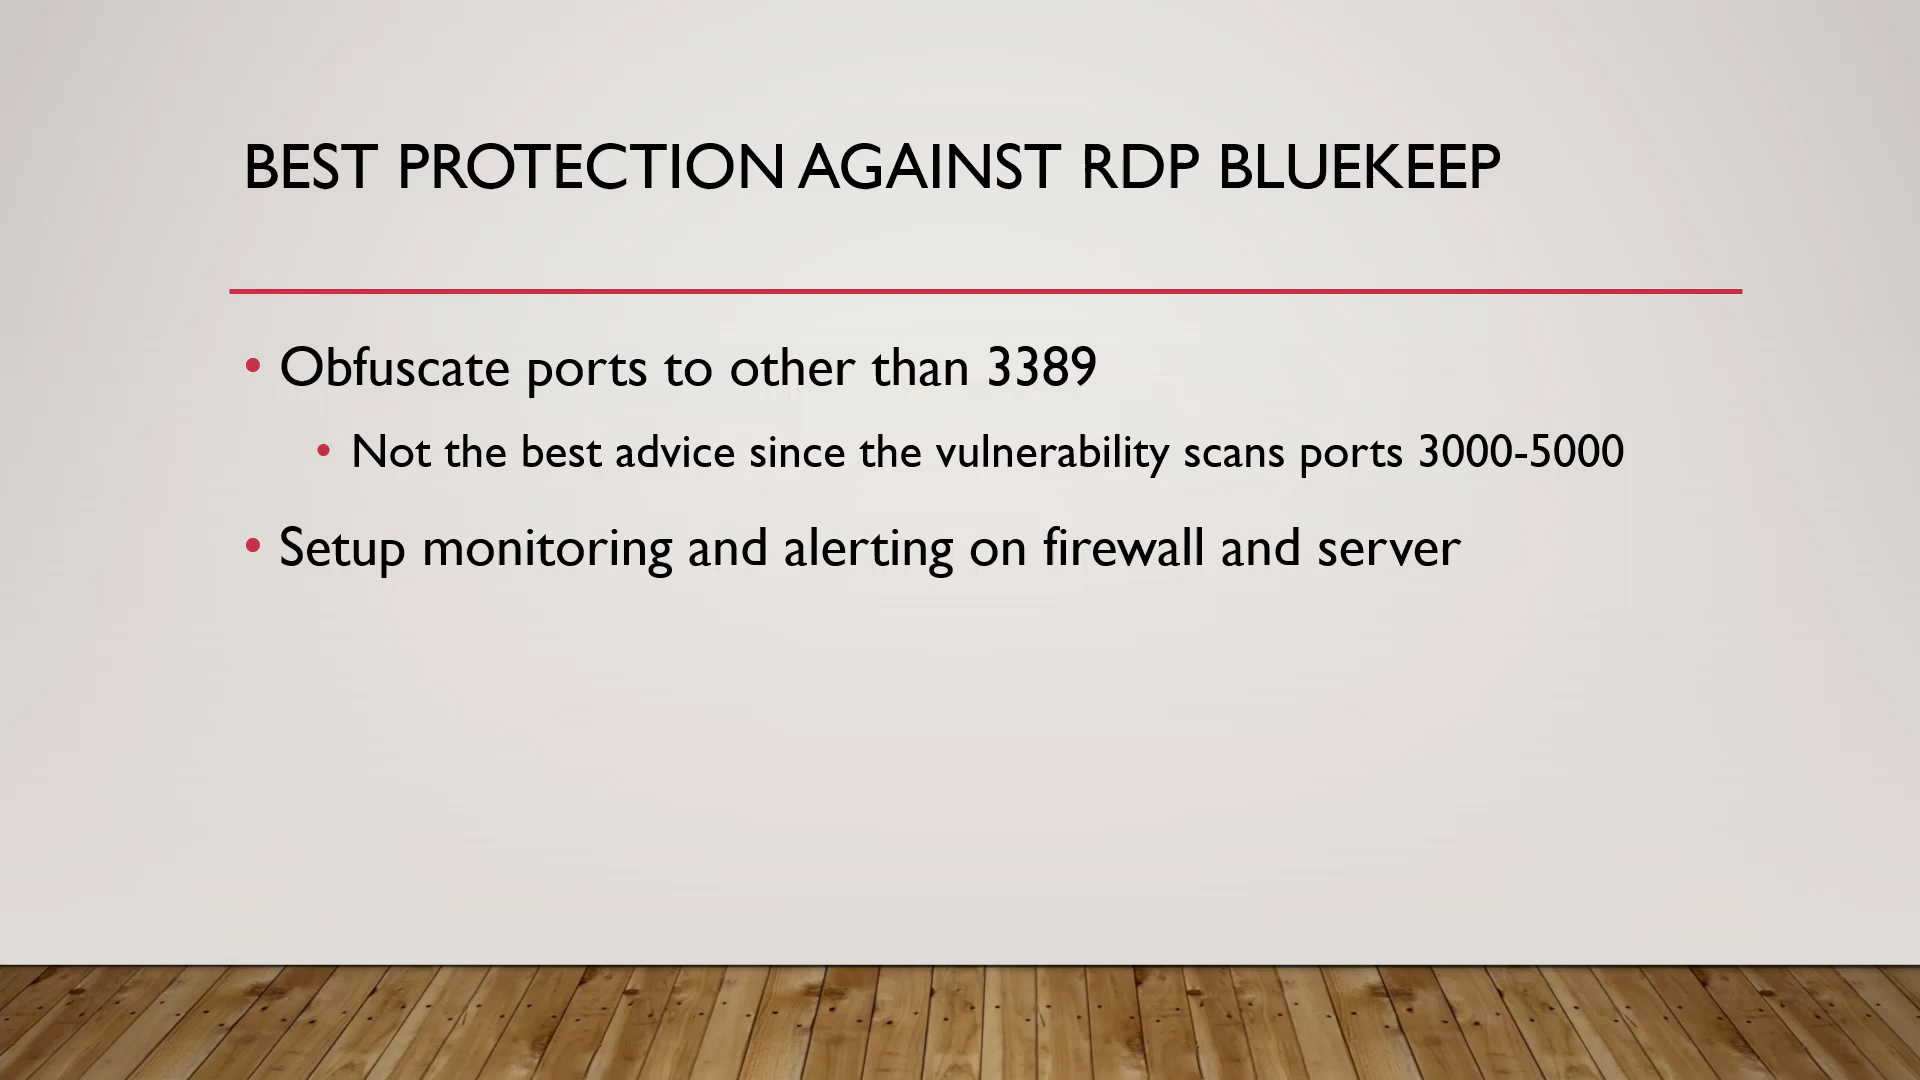 BEST PROTECTION AGAINST RDP BLUEKEEP
• Obfuscate ports to other than 3389
• Not the best advice since the vulnerability scans ports 3000-5000
• Setup monitoring and alerting on firewall and server